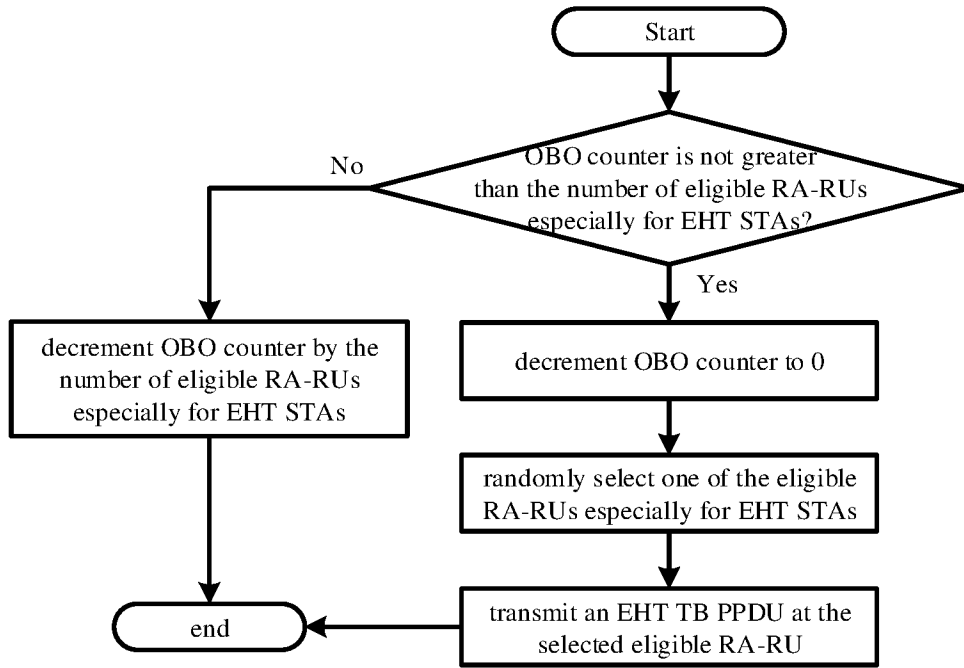 Start
OBO counter is not greater
than the number of eligible RA-RUs
especially for EHT STAs?
No
Yes
decrement OBO counter by the
number of eligible RA-RUs
especially for EHT STAs
decrement OBO counter to 0
randomly select one of the eligible
RA-RUs especially for EHT STAs
transmit an EHT TB PPDU at the
selected eligible RA-RU
end